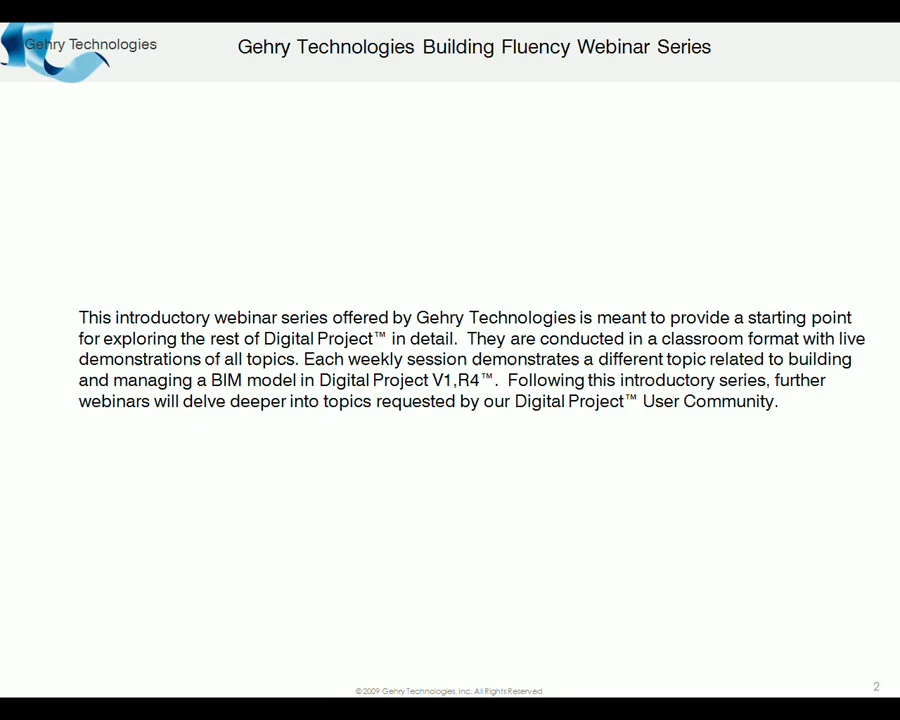 Gehry Technologies
Gehry Technologies Building Fluency Webinar Series
This introductory webinar series offered by Gehry Technologies is meant to provide a starting point
for exploring the rest of Digital Project™ in detail.  They are conducted in a classroom format with live
demonstrations of all topics. Each weekly session demonstrates a different topic related to building
and managing a BIM model in Digital Project V1,R4™.  Following this introductory series, further
webinars will delve deeper into topics requested by our Digital Project™ User Community.
© 2009 Gehry Technologies, Inc. All Rights Reserved
2